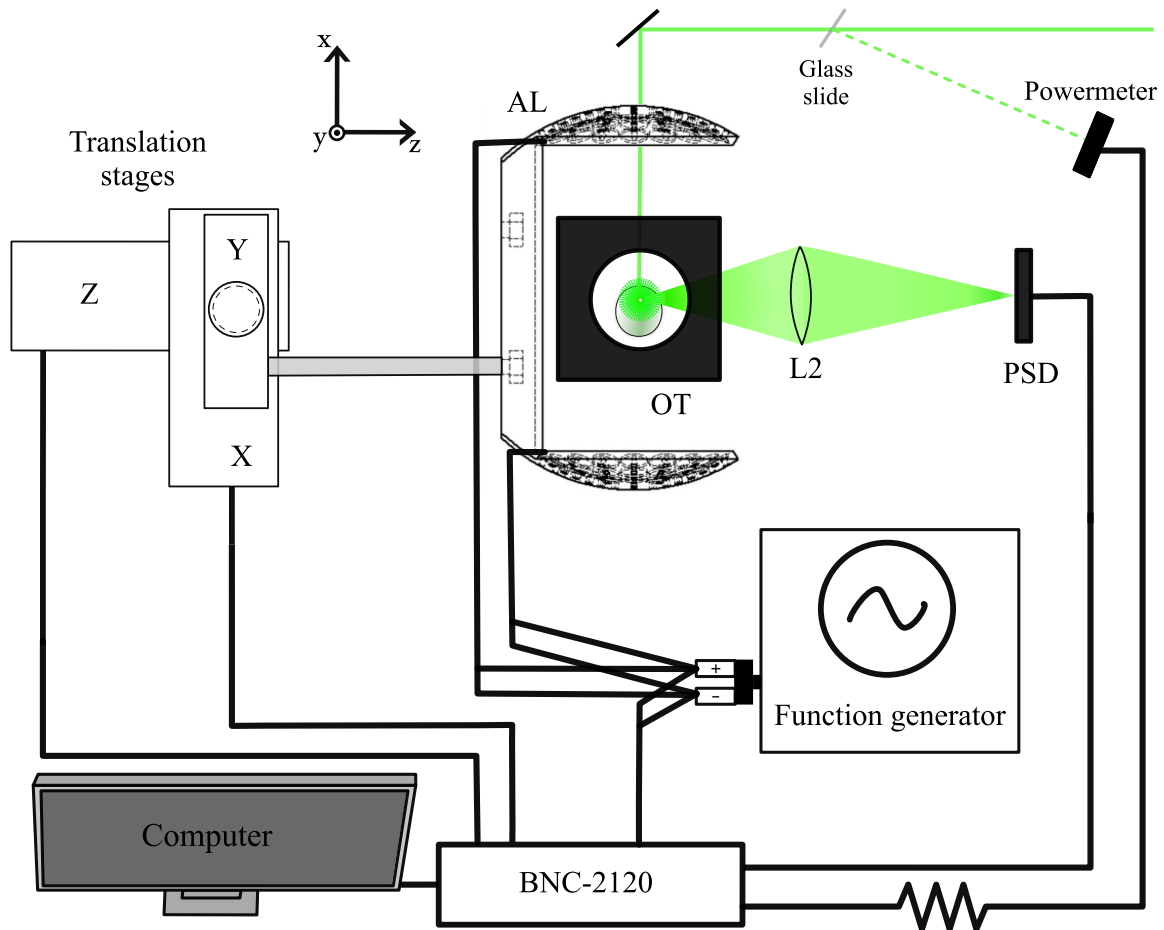 x
y
z
Glass
slide
Powermeter
AL
Translation
stages
Y
Z
X
OT
L2
PSD
+
−
Function generator
Computer
BNC-2120